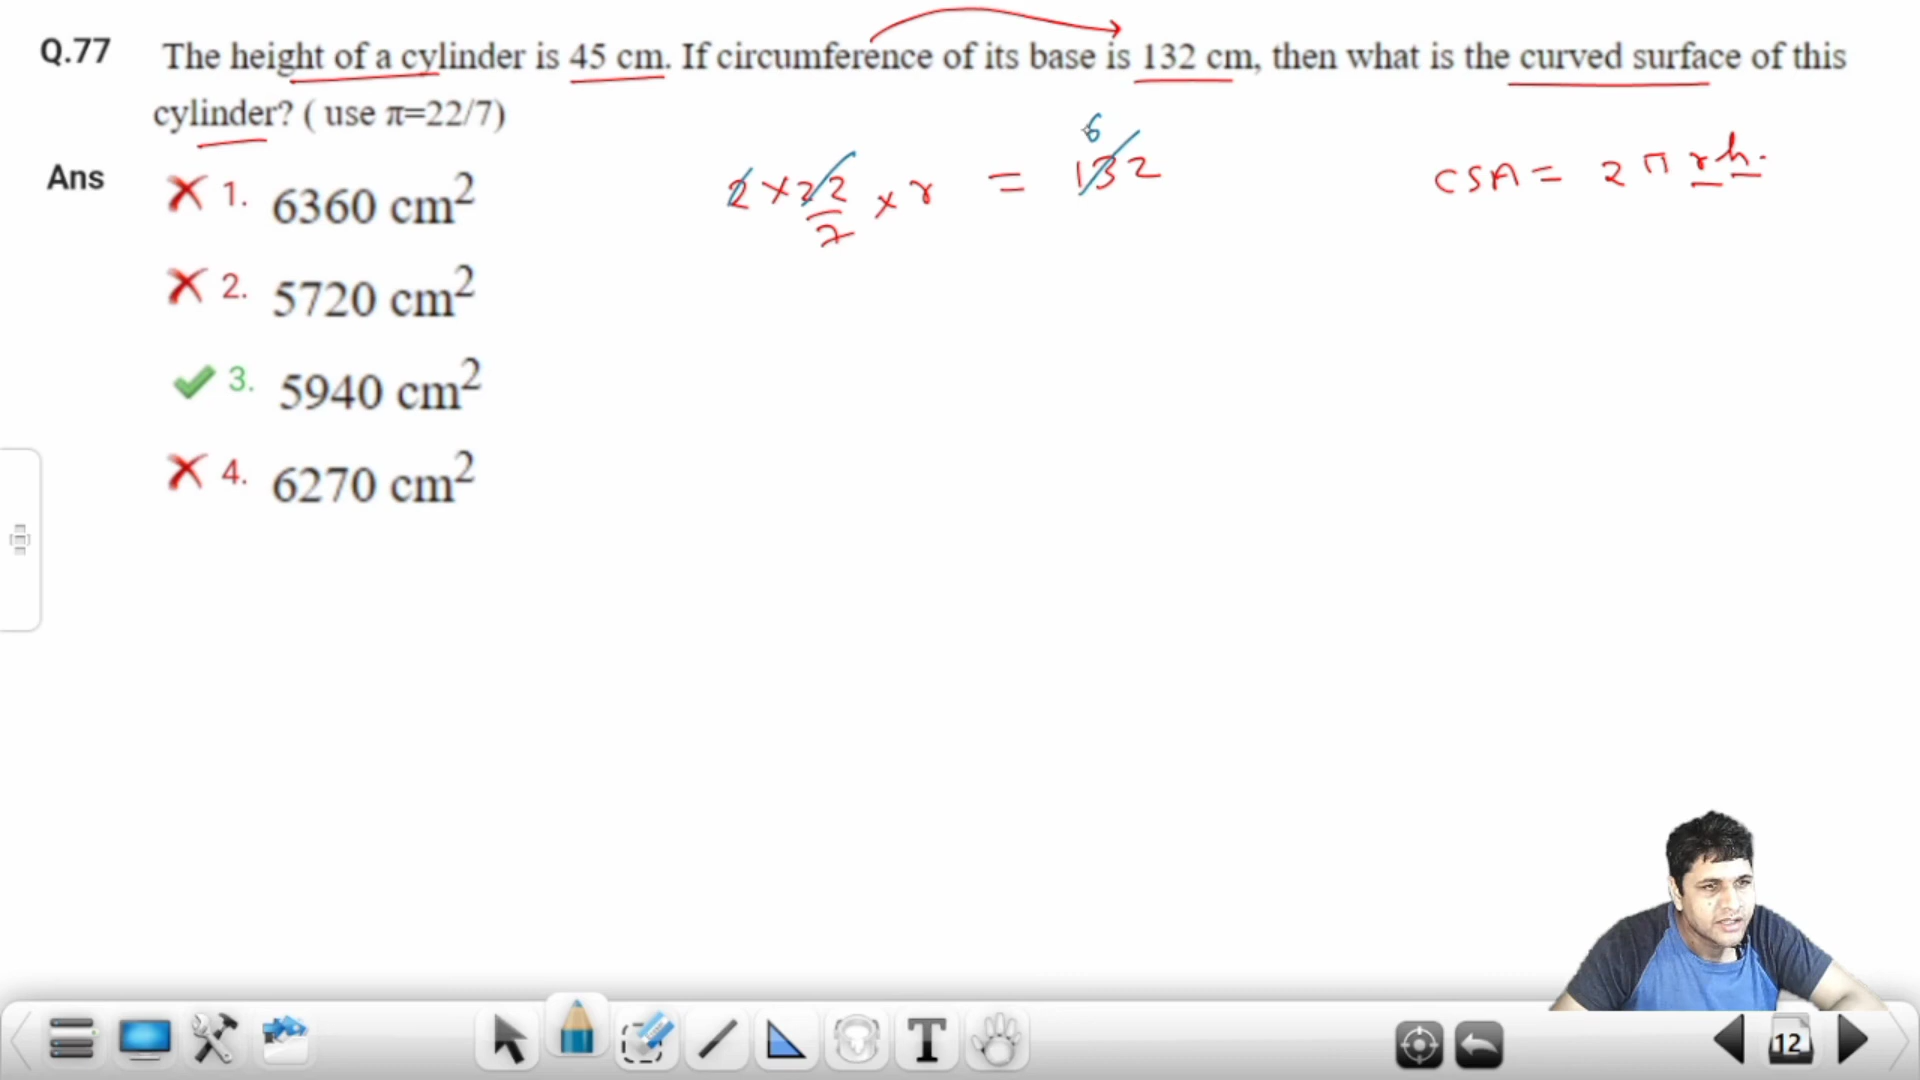 Q.77 The height of a cylinder is 45 cm. If circumference of its base is 132 cm, then what is the curved surface of this
cylinder? ( use π=22/7)
6
2 × 22/7 × r = 132
CSA = 2 π r h.
Ans
1. 6360 cm²
2. 5720 cm²
3. 5940 cm²
4. 6270 cm²
T
12